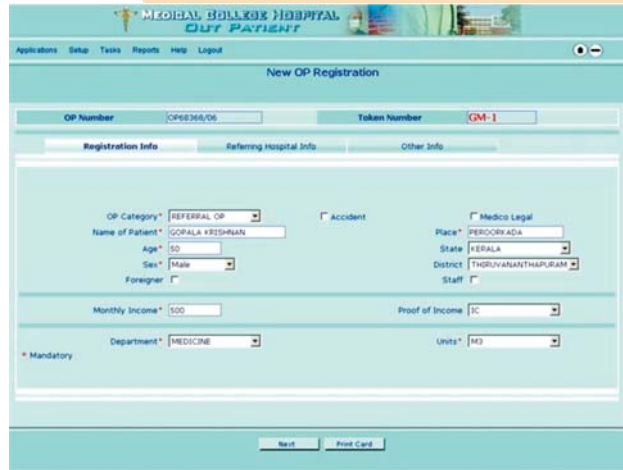 MEDICAL COLLEGE HOSPITAL
OUT PATIENT
Applications Setup Tasks Reports Help Logout
New OP Registration
OP Number OP68368/06 Token Number GM-1
Registration Info Referring Hospital Info Other Info
OP Category* REFERRAL OP Accident Medico Legal
Name of Patient* GOPALA KRISHNAN Place* PEROORKADA
Age* 50 State KERALA
Sex* Male District THIRUVANANTHAPURAM
Foreigner Staff
Monthly Income* 500 Proof of Income IC
Department* MEDICINE Units* M3
* Mandatory
Next Print Card